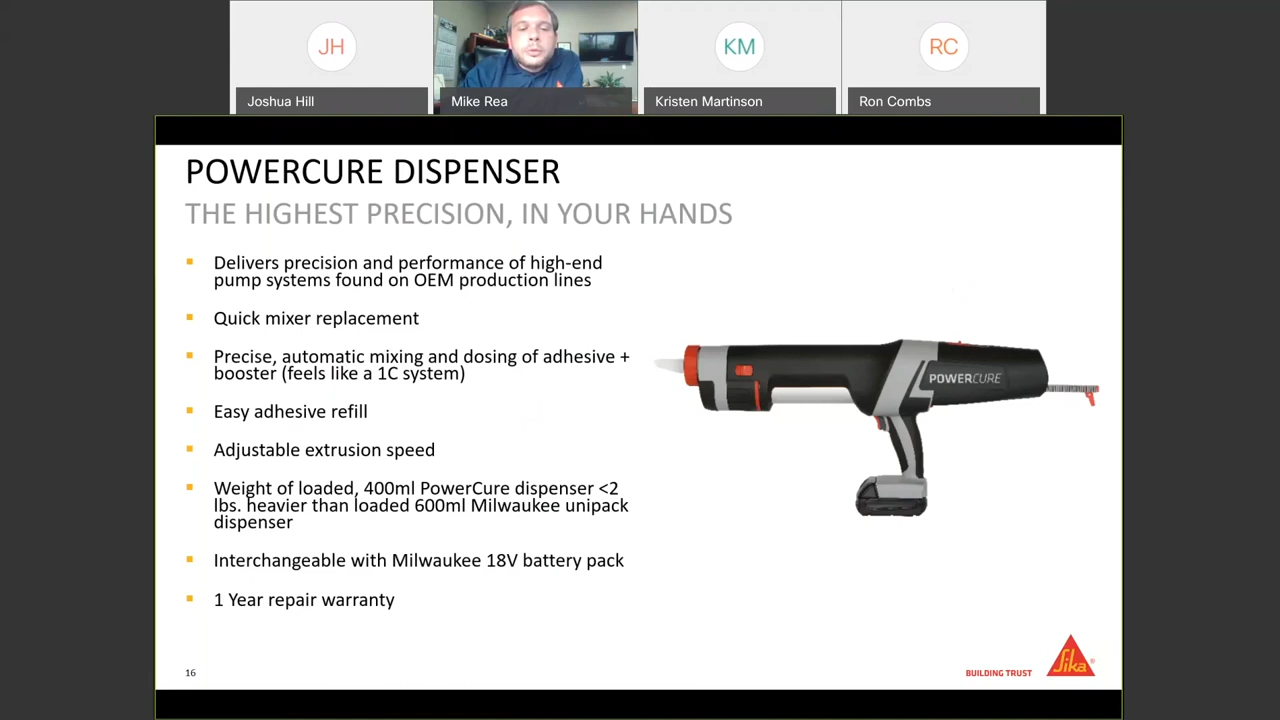 JH
KM
RC
Joshua Hill
Mike Rea
Kristen Martinson
Ron Combs
POWERCURE DISPENSER
THE HIGHEST PRECISION, IN YOUR HANDS
Delivers precision and performance of high-end
pump systems found on OEM production lines
Quick mixer replacement
Precise, automatic mixing and dosing of adhesive +
booster (feels like a 1C system)
Easy adhesive refill
Adjustable extrusion speed
Weight of loaded, 400ml PowerCure dispenser <2
lbs. heavier than loaded 600ml Milwaukee unipack
dispenser
Interchangeable with Milwaukee 18V battery pack
1 Year repair warranty
POWERCURE
16
BUILDING TRUST
Sika®